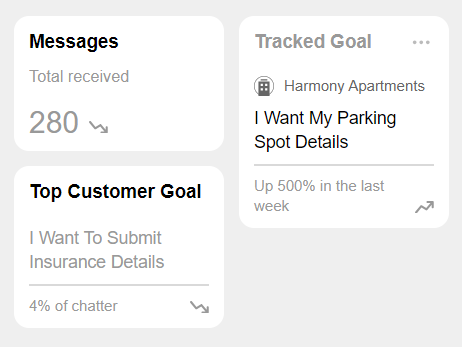 Messages
Total received
280
Top Customer Goal
I Want To Submit
Insurance Details
4% of chatter
Tracked Goal
Harmony Apartments
I Want My Parking
Spot Details
Up 500% in the last
week